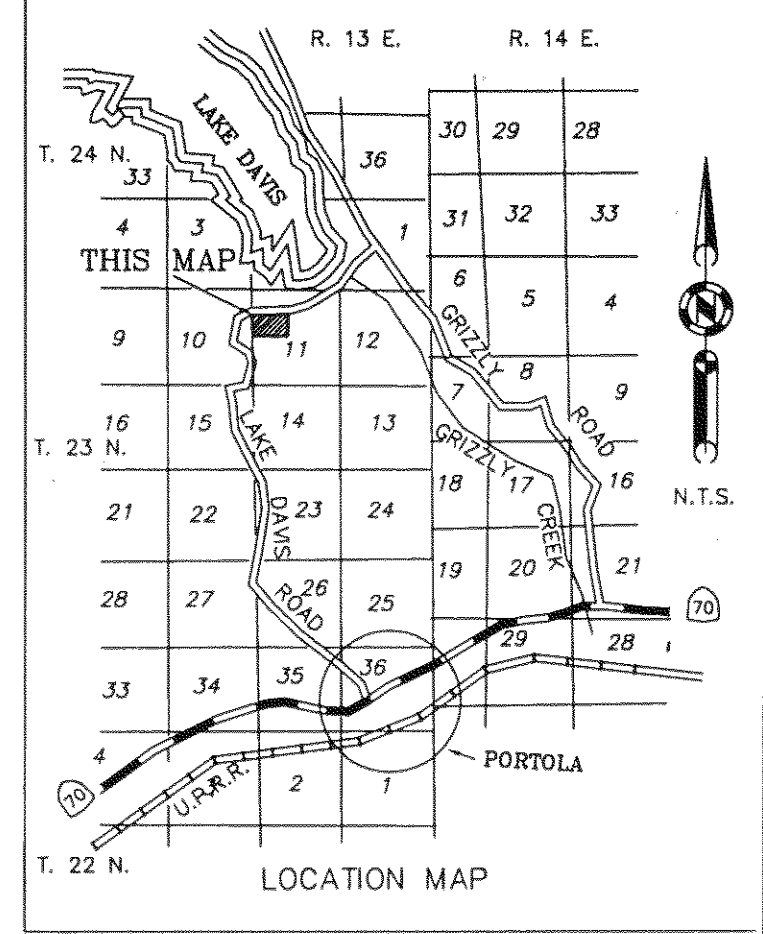 R. 13 E. R. 14 E.
LAKE DAVIS
30 29 28
T. 24 N.
36
33
31 32 33
4 3 1
THIS MAP
6 5 4
N
9 10 11 12
GRIZZLY ROAD
7 8 9
16 15 14 13
T. 23 N.
LAKE DAVIS ROAD
GRIZZLY CREEK
18 17 16
N.T.S.
21 22 23 24
19 20 21
28 27 26 25
70
29 28
33 34 35 36
4
PORTOLA
70
U.P.R.R.
2 1
T. 22 N.
LOCATION MAP